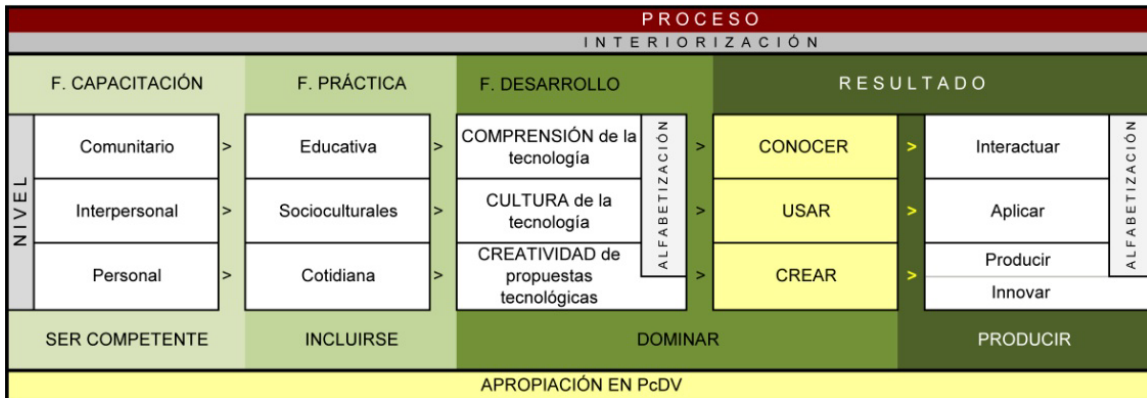 PROCESO
INTERIORIZACIÓN
F. CAPACITACIÓN
F. PRÁCTICA
F. DESARROLLO
RESULTADO
NIVEL
Comunitario
>
Educativa
>
COMPRENSIÓN de la
tecnología
ALFABETIZACIÓN
>
CONOCER
>
Interactuar
ALFABETIZACIÓN
Interpersonal
>
Socioculturales
>
CULTURA de la
tecnología
>
USAR
>
Aplicar
Personal
>
Cotidiana
>
CREATIVIDAD de
propuestas
tecnológicas
>
CREAR
>
Producir
Innovar
SER COMPETENTE
INCLUIRSE
DOMINAR
PRODUCIR
APROPIACIÓN EN PcDV